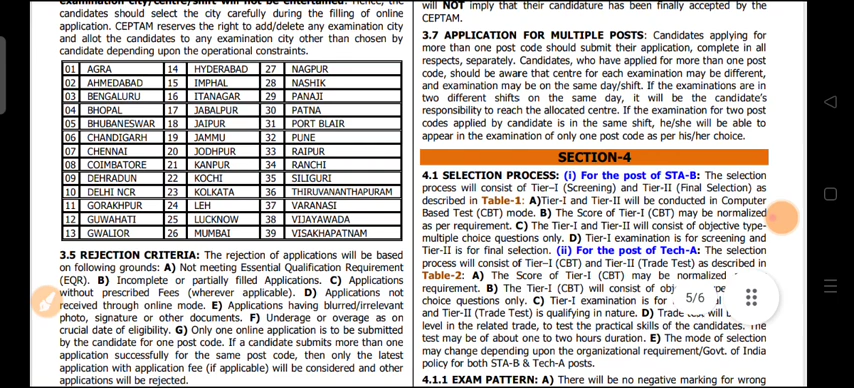 examination city/centre/shift will not be entertained. Hence, the
candidates should select the city carefully during the filling of online
application. CEPTAM reserves the right to add/delete any examination city
and allot the candidates to any examination city other than chosen by
candidate depending upon the operational constraints.
01 AGRA 14 HYDERABAD 27 NAGPUR
02 AHMEDABAD 15 IMPHAL 28 NASHIK
03 BENGALURU 16 ITANAGAR 29 PANAJI
04 BHOPAL 17 JABALPUR 30 PATNA
05 BHUBANESWAR 18 JAIPUR 31 PORT BLAIR
06 CHANDIGARH 19 JAMMU 32 PUNE
07 CHENNAI 20 JODHPUR 33 RAIPUR
08 COIMBATORE 21 KANPUR 34 RANCHI
09 DEHRADUN 22 KOCHI 35 SILIGURI
10 DELHI NCR 23 KOLKATA 36 THIRUVANANTHAPURAM
11 GORAKHPUR 24 LEH 37 VARANASI
12 GUWAHATI 25 LUCKNOW 38 VIJAYAWADA
13 GWALIOR 26 MUMBAI 39 VISAKHAPATNAM
3.5 REJECTION CRITERIA: The rejection of applications will be based
on following grounds: A) Not meeting Essential Qualification Requirement
(EQR). B) Incomplete or partially filled Applications. C) Applications
without prescribed Fees (wherever applicable). D) Applications not
received through online mode. E) Applications having blurred/irrelevant
photo, signature or other documents. F) Underage or overage as on
crucial date of eligibility. G) Only one online application is to be submitted
by the candidate for one post code. If a candidate submits more than one
application successfully for the same post code, then only the latest
application with application fee (if applicable) will be considered and other
applications will be rejected.
will NOT imply that their candidature has been finally accepted by the
CEPTAM.
3.7 APPLICATION FOR MULTIPLE POSTS: Candidates applying for
more than one post code should submit their application, complete in all
respects, separately. Candidates, who have applied for more than one post
code, should be aware that centre for each examination may be different,
and examination may be on the same day/shift. If the examinations are in
two different shifts on the same day, it will be the candidate's
responsibility to reach the allocated centre. If the examination for two post
codes applied by candidate is in the same shift, he/she will be able to
appear in the examination of only one post code as per his/her choice.
SECTION-4
4.1 SELECTION PROCESS: (i) For the post of STA-B: The selection
process will consist of Tier–I (Screening) and Tier-II (Final Selection) as
described in Table-1: A)Tier-I and Tier-II will be conducted in Computer
Based Test (CBT) mode. B) The Score of Tier-I (CBT) may be normalized
as per requirement. C) The Tier-I and Tier-II will consist of objective type-
multiple choice questions only. D) Tier-I examination is for screening and
Tier-II is for final selection. (ii) For the post of Tech-A: The selection
process will consist of Tier–I (CBT) and Tier-II (Trade Test) as described in
Table-2: A) The Score of Tier-I (CBT) may be normalized
requirement. B) The Tier-I (CBT) will consist of
choice questions only. C) Tier-I examination is for
and Tier-II (Trade Test) is qualifying in nature. D) Trade
level in the related trade, to test the practical skills of the candidates. The
test may be of about one to two hours duration. E) The mode of selection
may change depending upon the organizational requirement/Govt. of India
policy for both STA-B & Tech-A posts.
4.1.1 EXAM PATTERN: A) There will be no negative marking for wrong
5/6